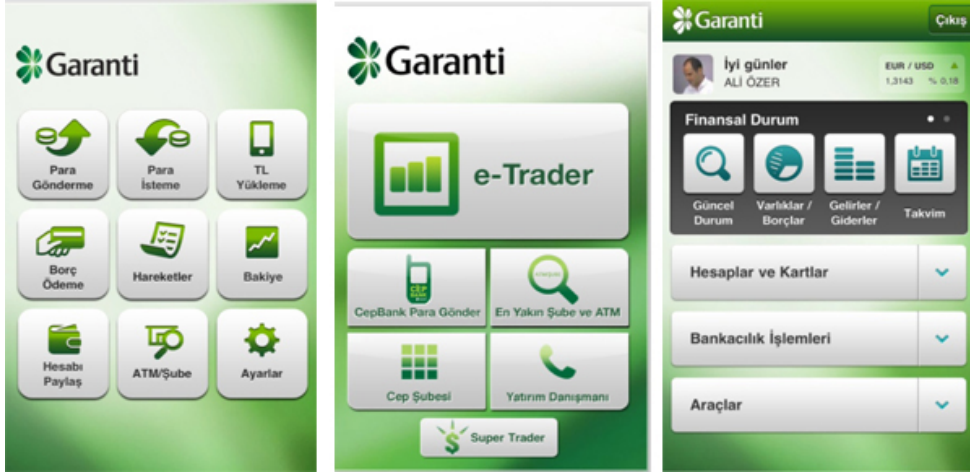 Garanti
Para
Gönderme
Para
İsteme
TL
Yükleme
Borç
Ödeme
Hareketler
Bakiye
Hesabı
Paylaş
ATM/Şube
Ayarlar
Garanti
e-Trader
CEP
BANK
CepBank Para Gönder
En Yakın Şube ve ATM
Cep Şubesi
Yatırım Danışmanı
Super Trader
Garanti
Çıkış
İyi günler
ALİ ÖZER
EUR / USD
1,3143 % 0,18
Finansal Durum
Güncel
Durum
Varlıklar /
Borçlar
Gelirler /
Giderler
Takvim
Hesaplar ve Kartlar
Bankacılık İşlemleri
Araçlar